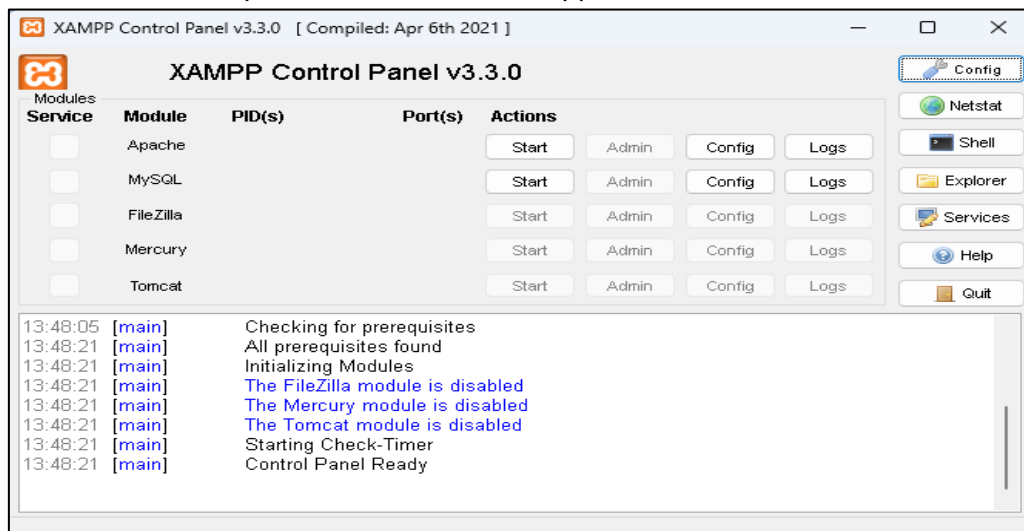 XAMPP Control Panel v3.3.0 [ Compiled: Apr 6th 2021 ]
XAMPP Control Panel v3.3.0
Config
Modules
Netstat
Service Module PID(s) Port(s) Actions
Apache Start Admin Config Logs
Shell
MySQL Start Admin Config Logs
Explorer
FileZilla Start Admin Config Logs
Services
Mercury Start Admin Config Logs
Help
Tomcat Start Admin Config Logs
Quit
13:48:05 [main] Checking for prerequisites
13:48:21 [main] All prerequisites found
13:48:21 [main] Initializing Modules
13:48:21 [main] The FileZilla module is disabled
13:48:21 [main] The Mercury module is disabled
13:48:21 [main] The Tomcat module is disabled
13:48:21 [main] Starting Check-Timer
13:48:21 [main] Control Panel Ready